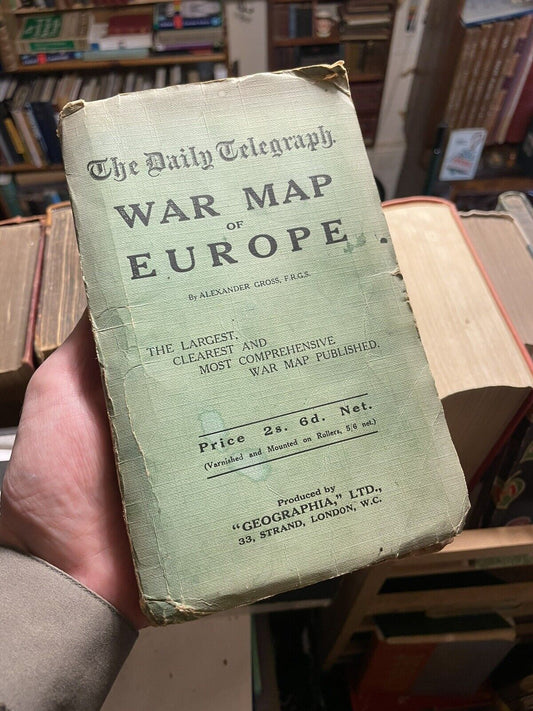 The Daily Telegraph.
WAR MAP
OF
EUROPE
By ALEXANDER GROSS, F.R.G.S.
THE LARGEST,
CLEAREST AND
MOST COMPREHENSIVE
WAR MAP PUBLISHED.
Price 2s. 6d. Net.
(Varnished and Mounted on Rollers, 5/6 net.)
Produced by
"GEOGRAPHIA," LTD.,
33, STRAND, LONDON, W.C.